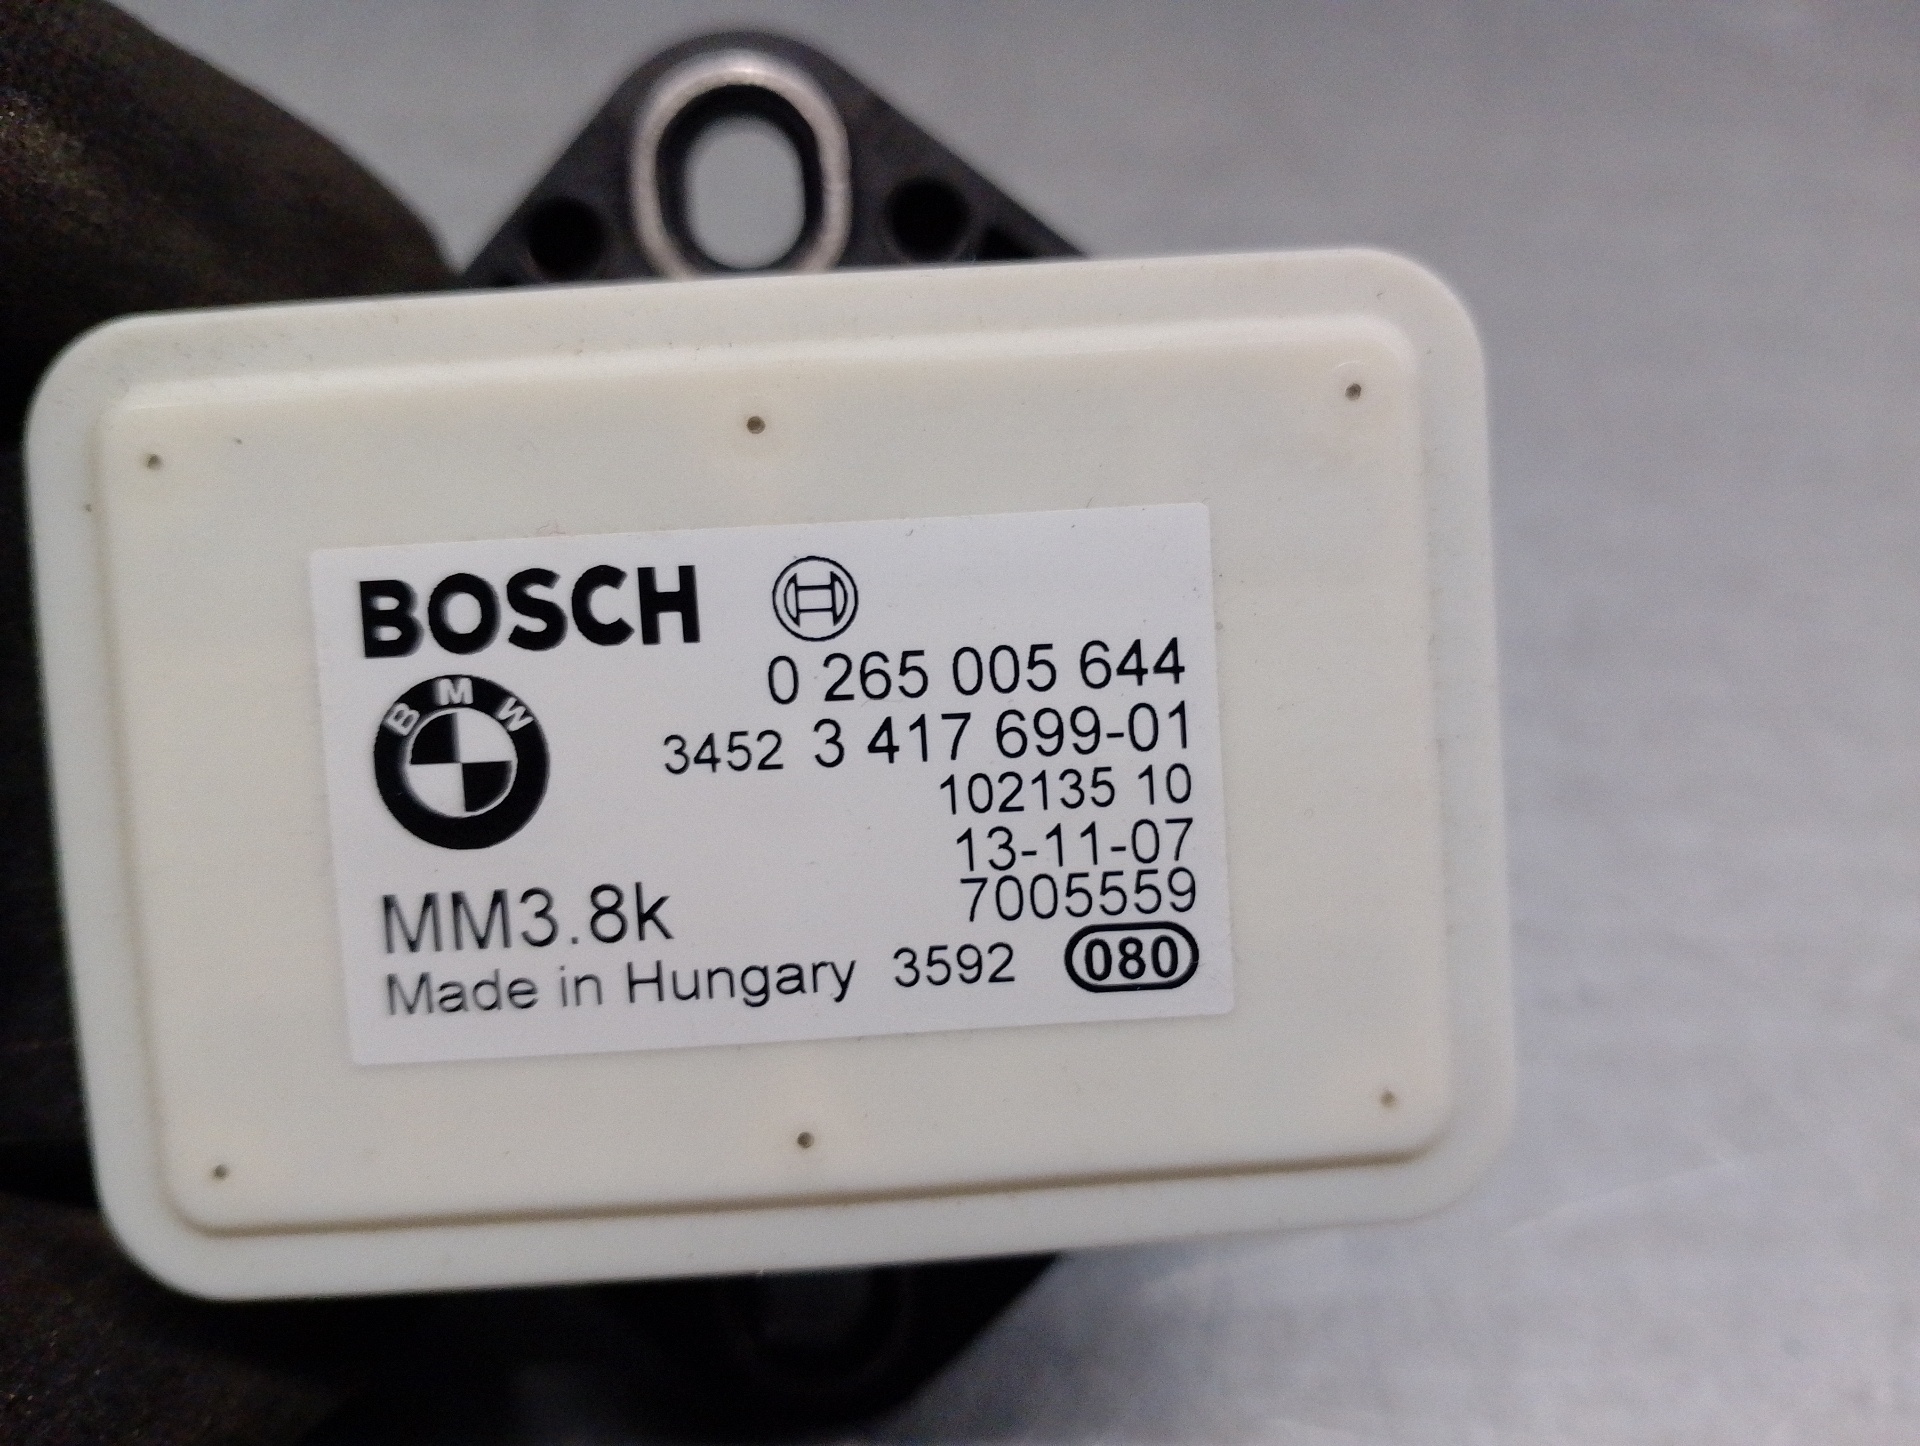 BOSCH
0 265 005 644
BMW
3452 3 417 699-01
102135 10
13-11-07
7005559
MM3.8k
Made in Hungary 3592 080